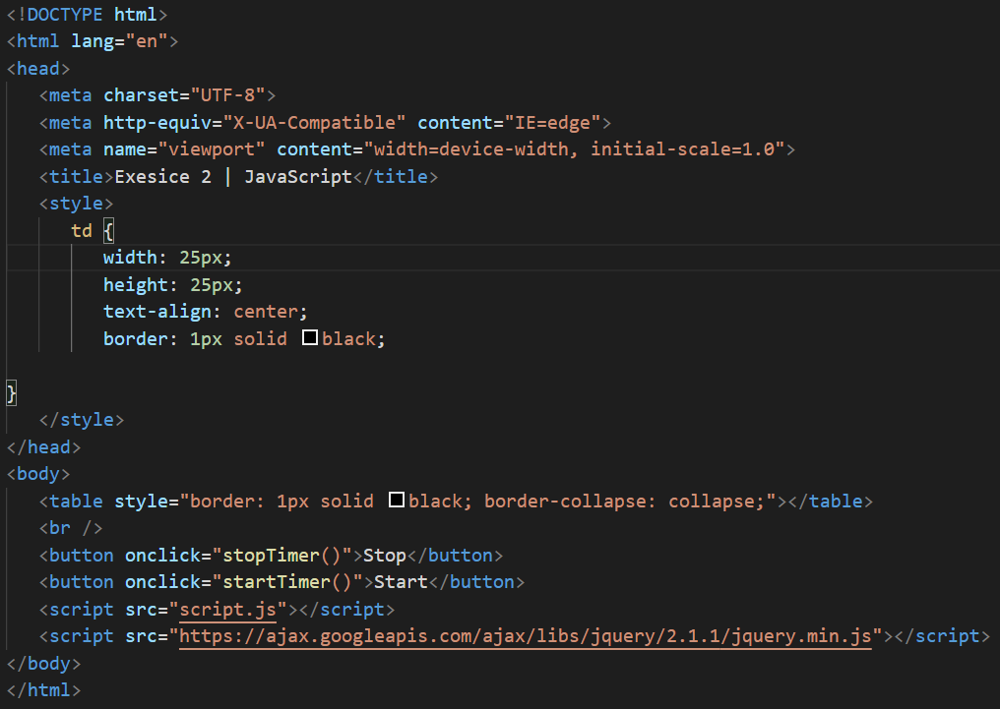 <!DOCTYPE html>
<html lang="en">
<head>
    <meta charset="UTF-8">
    <meta http-equiv="X-UA-Compatible" content="IE=edge">
    <meta name="viewport" content="width=device-width, initial-scale=1.0">
    <title>Exesice 2 | JavaScript</title>
    <style>
        td {
            width: 25px;
            height: 25px;
            text-align: center;
            border: 1px solid black;
}
    </style>
</head>
<body>
    <table style="border: 1px solid black; border-collapse: collapse;"></table>
    <br />
    <button onclick="stopTimer()">Stop</button>
    <button onclick="startTimer()">Start</button>
    <script src="script.js"></script>
    <script src="https://ajax.googleapis.com/ajax/libs/jquery/2.1.1/jquery.min.js"></script>
</body>
</html>